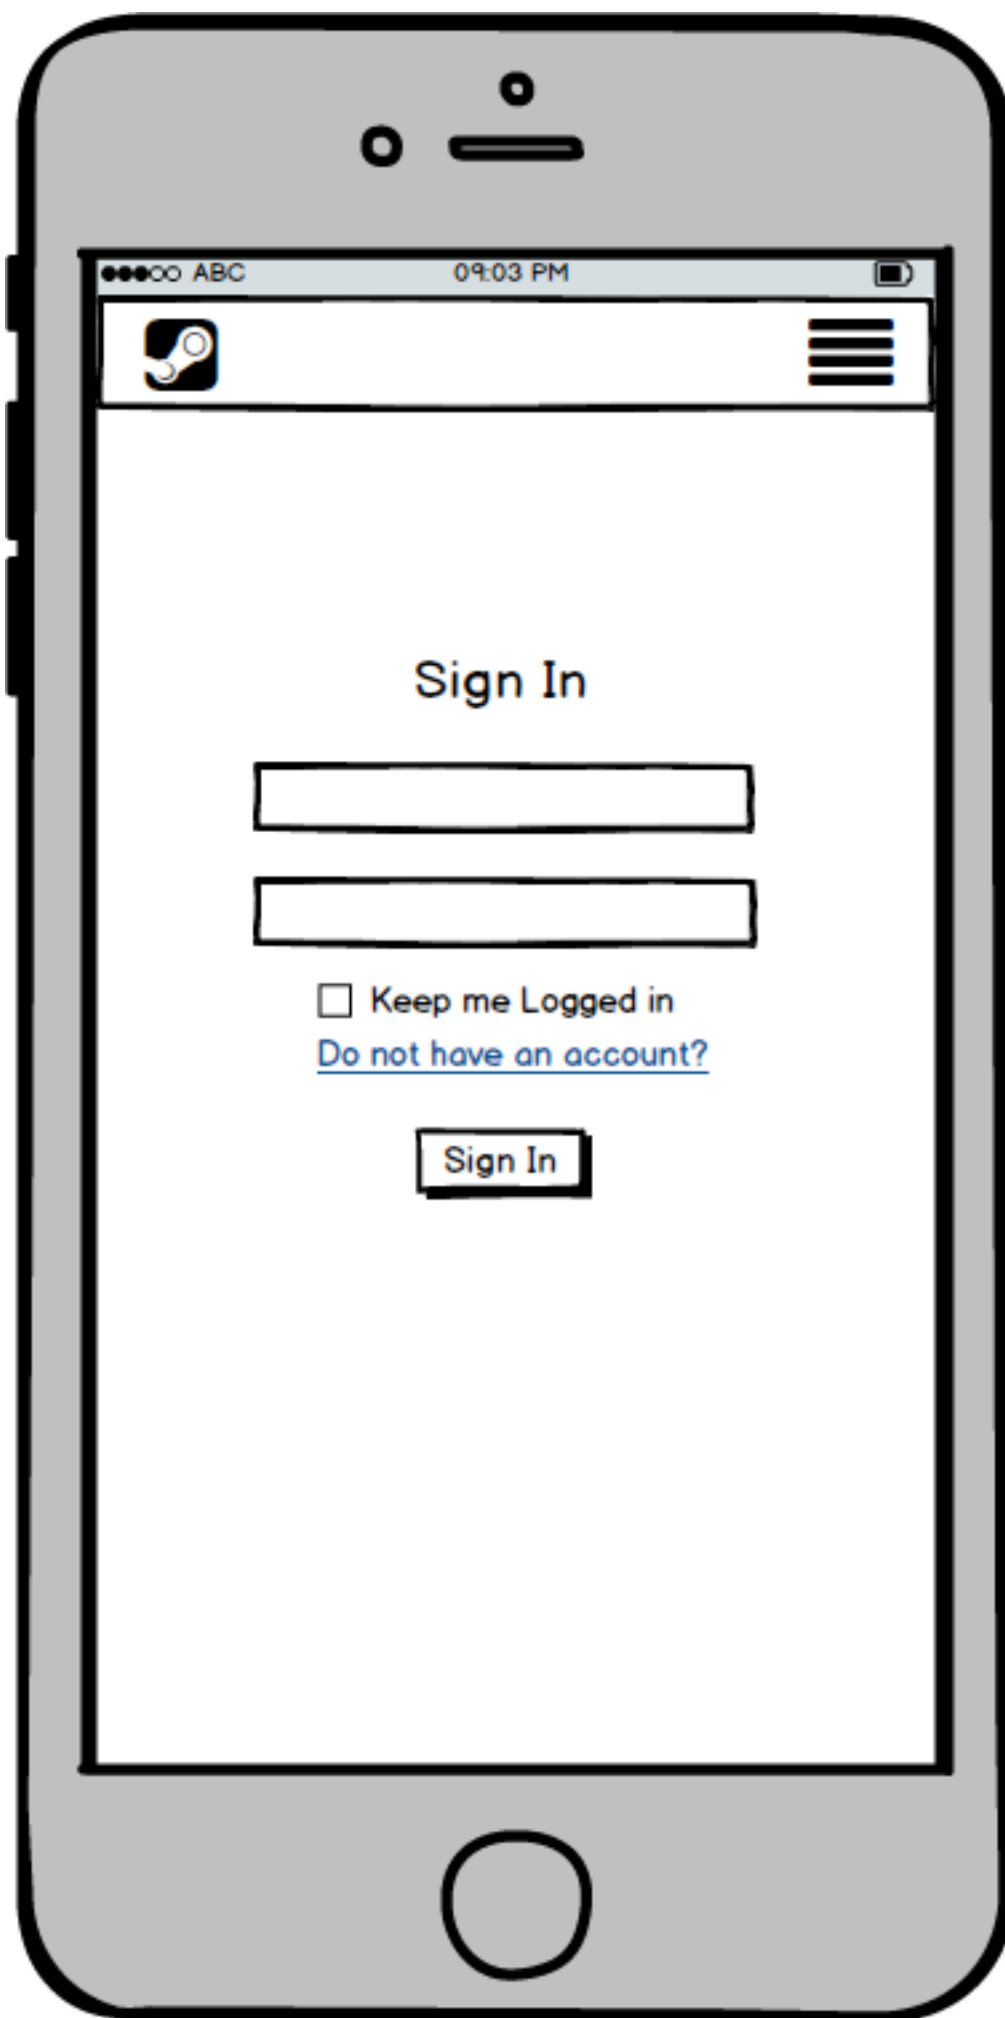 ABC 09:03 PM
Sign In
Keep me Logged in
Do not have an account?
Sign In